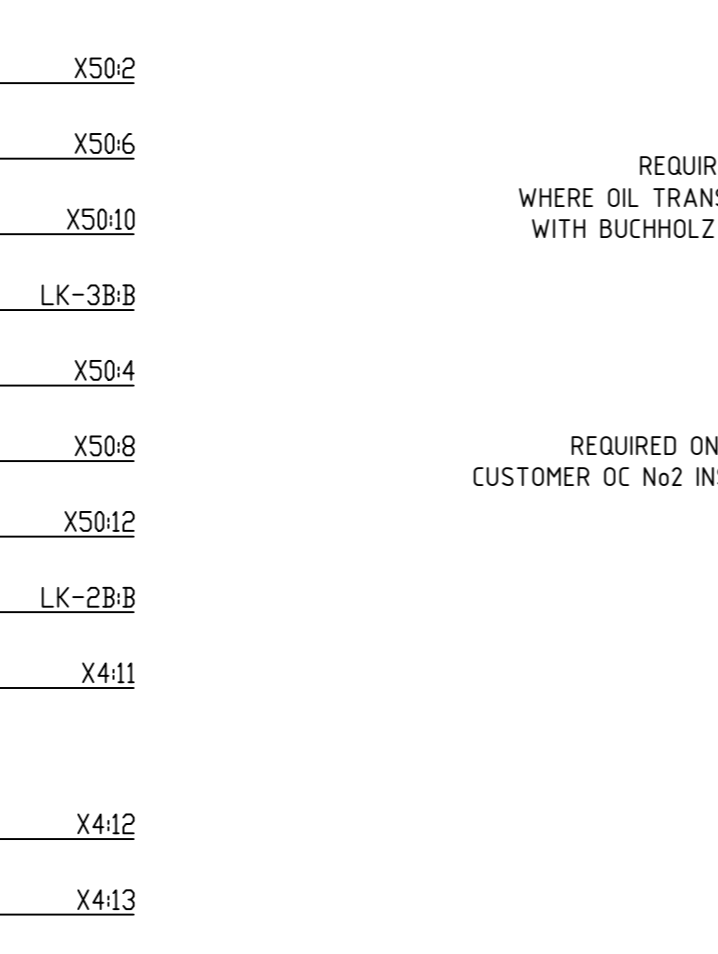 X50:2
X50:6
X50:10
LK-3B:B
X50:4
X50:8
X50:12
LK-2B:B
X4:11
X4:12
X4:13
REQUIR
WHERE OIL TRANS
WITH BUCHHOLZ
REQUIRED ON
CUSTOMER OC No2 INS